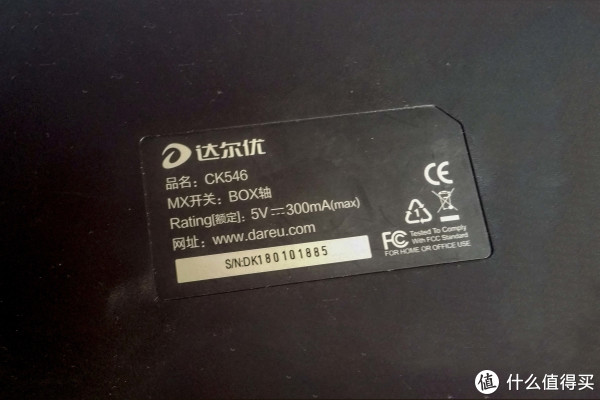 达尔优
品名：CK546
MX开关：BOX轴
Rating[额定]：5V⎓300mA(max)
网址：www.dareu.com
S/N:DK180101885
CE
1
FC Tested To Comply
With FCC Standard
FOR HOME OR OFFICE USE
值 什么值得买